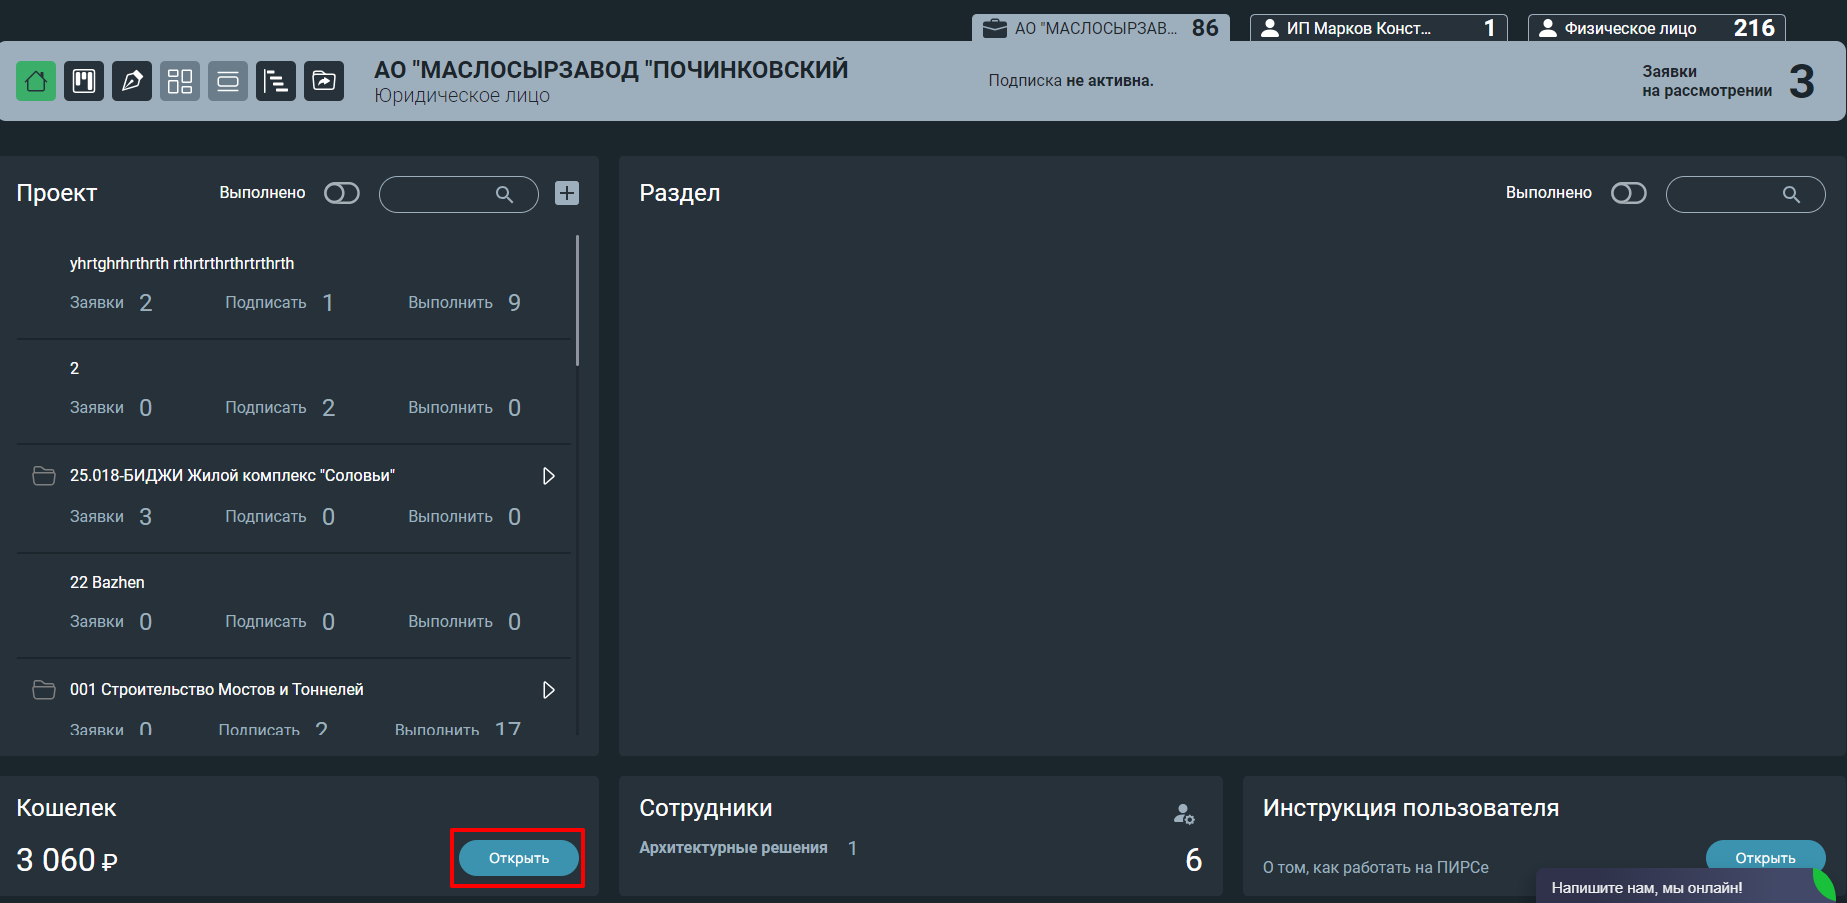 АО "МАСЛОСЫРЗАВ... 86
ИП Марков Конст... 1
Физическое лицо 216
АО "МАСЛОСЫРЗАВОД "ПОЧИНКОВСКИЙ
Юридическое лицо
Подписка не активна.
Заявки
на рассмотрении 3
Проект Выполнено
yhrtghrhrthrth rthrtrthrthrtrthrth
Заявки 2 Подписать 1 Выполнить 9
2
Заявки 0 Подписать 2 Выполнить 0
25.018-БИДЖИ Жилой комплекс "Соловьи"
Заявки 3 Подписать 0 Выполнить 0
22 Bazhen
Заявки 0 Подписать 0 Выполнить 0
001 Строительство Мостов и Тоннелей
Заявки 0 Подписать 2 Выполнить 17
Раздел Выполнено
Кошелек
3 060 ₽ Открыть
Сотрудники
Архитектурные решения 1
6
Инструкция пользователя
О том, как работать на ПИРСе
Открыть
Напишите нам, мы онлайн!